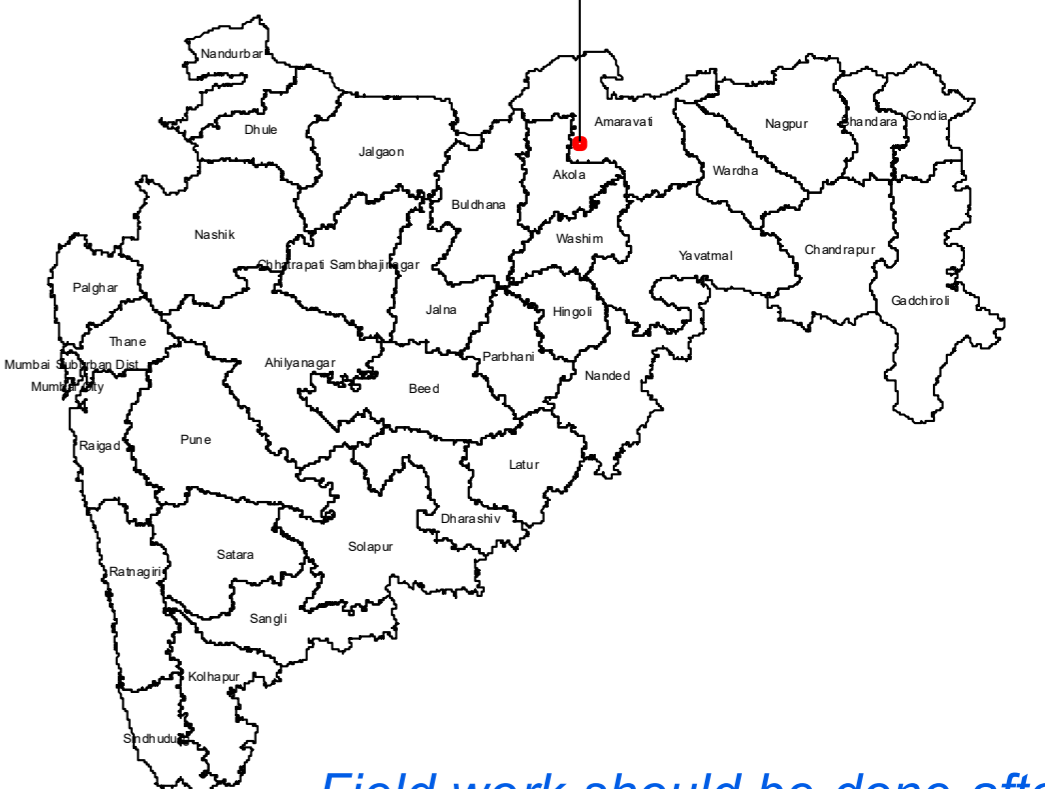 Nandurbar
Dhule
Jalgaon
Amaravati
Nagpur
Bhandara
Gondia
Akola
Wardha
Buldhana
Nashik
Washim
Chhatrapati Sambhajinagar
Yavatmal
Chandrapur
Palghar
Jalna
Hingoli
Gadchiroli
Thane
Parbhani
Mumbai Suburban Dist
Ahilyanagar
Nanded
Mumbai City
Beed
Raigad
Pune
Latur
Dharashiv
Solapur
Satara
Ratnagiri
Sangli
Kolhapur
Field work should be done afte